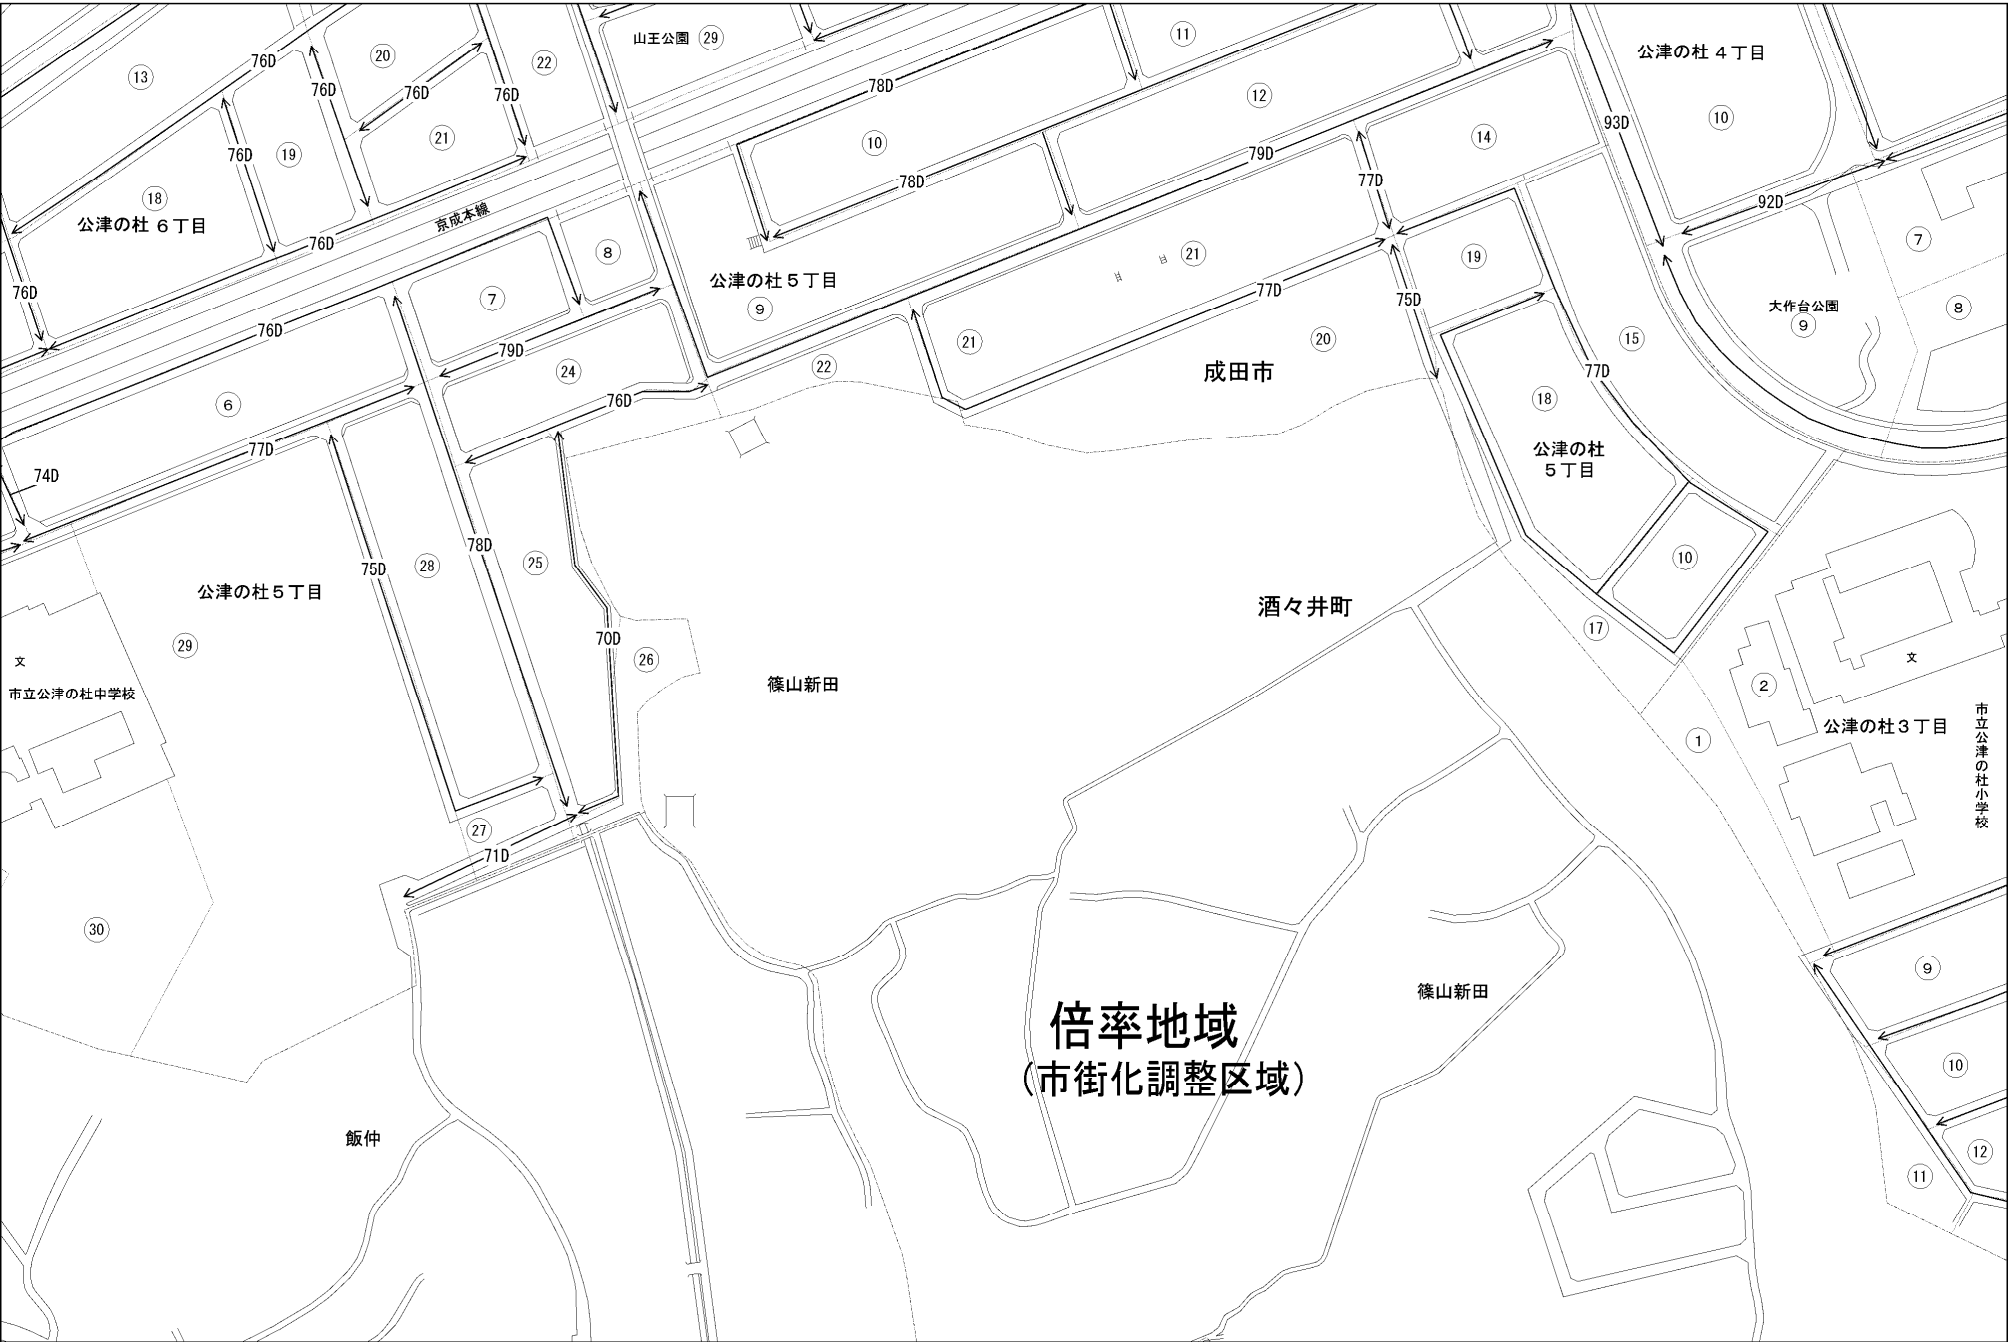 山王公園 29
11
公津の杜 4 丁目
13
76D
20
22
76D
76D
76D
78D
12
10
93D
21
10
79D
14
76D
19
78D
77D
18
公津の杜 6 丁目
京成本線
92D
76D
8
21
7
19
公津の杜 5 丁目
76D
7
77D
75D
大作台公園
9
8
9
76D
21
20
15
79D
22
24
成田市
77D
6
76D
18
77D
公津の杜
5 丁目
74D
78D
75D
28
25
10
公津の杜 5 丁目
酒々井町
17
29
70D
26
文
文
篠山新田
2
市立公津の杜中学校
公津の杜 3 丁目
市立公津の杜小学校
1
27
71D
30
9
篠山新田
倍率地域
(市街化調整区域)
10
飯仲
12
11